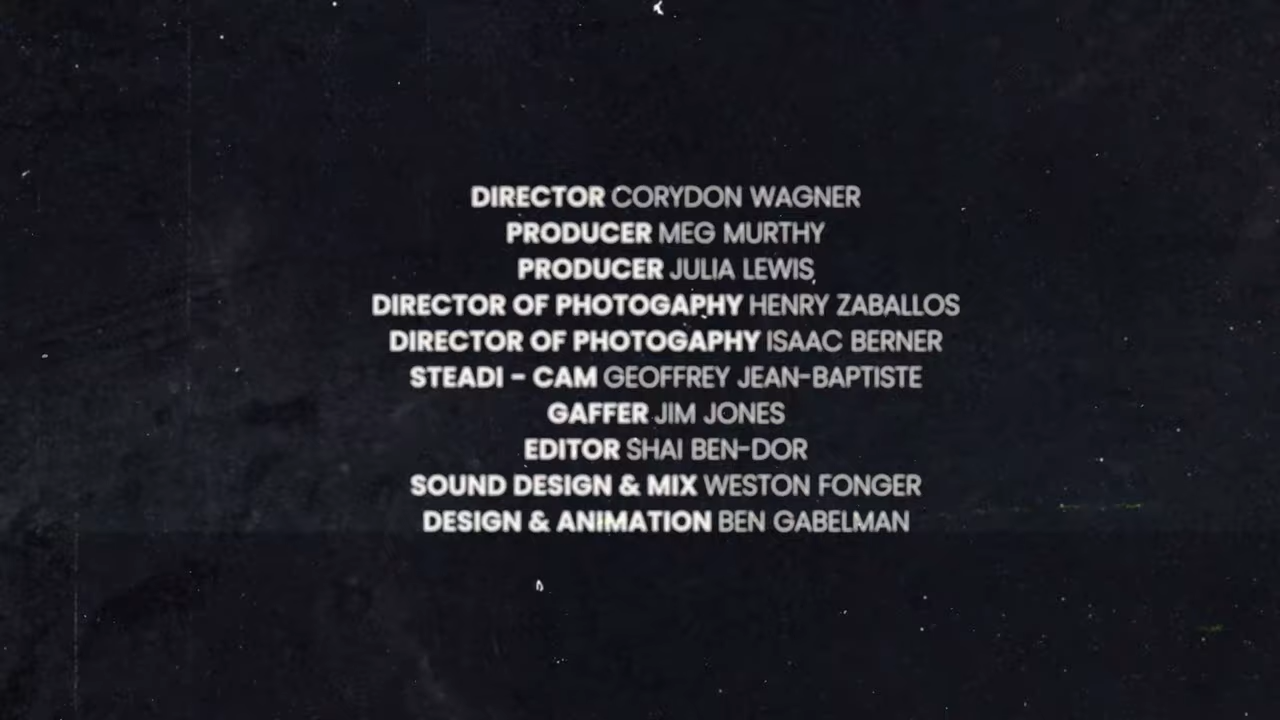 DIRECTOR CORYDON WAGNER
PRODUCER MEG MURTHY
PRODUCER JULIA LEWIS
DIRECTOR OF PHOTOGAPHY HENRY ZABALLOS
DIRECTOR OF PHOTOGAPHY ISAAC BERNER
STEADI - CAM GEOFFREY JEAN-BAPTISTE
GAFFER JIM JONES
EDITOR SHAI BEN-DOR
SOUND DESIGN & MIX WESTON FONGER
DESIGN & ANIMATION BEN GABELMAN